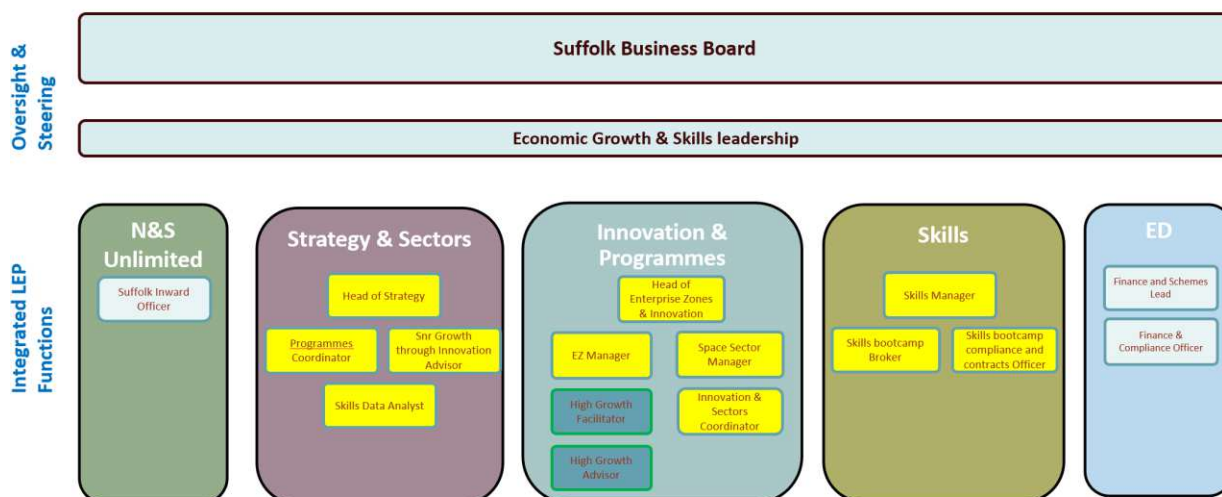 Oversight &
Steering
Suffolk Business Board
Economic Growth & Skills leadership
Integrated LEP
Functions
N&S
Unlimited
Suffolk Inward
Officer
Strategy & Sectors
Head of Strategy
Programmes
Coordinator
Snr Growth
through Innovation
Advisor
Skills Data Analyst
Innovation &
Programmes
Head of
Enterprise Zones
& Innovation
EZ Manager
Space Sector
Manager
High Growth
Facilitator
Innovation &
Sectors
Coordinator
High Growth
Advisor
Skills
Skills Manager
Skills bootcamp
Broker
Skills bootcamp
compliance and
contracts Officer
ED
Finance and Schemes
Lead
Finance &
Compliance Officer